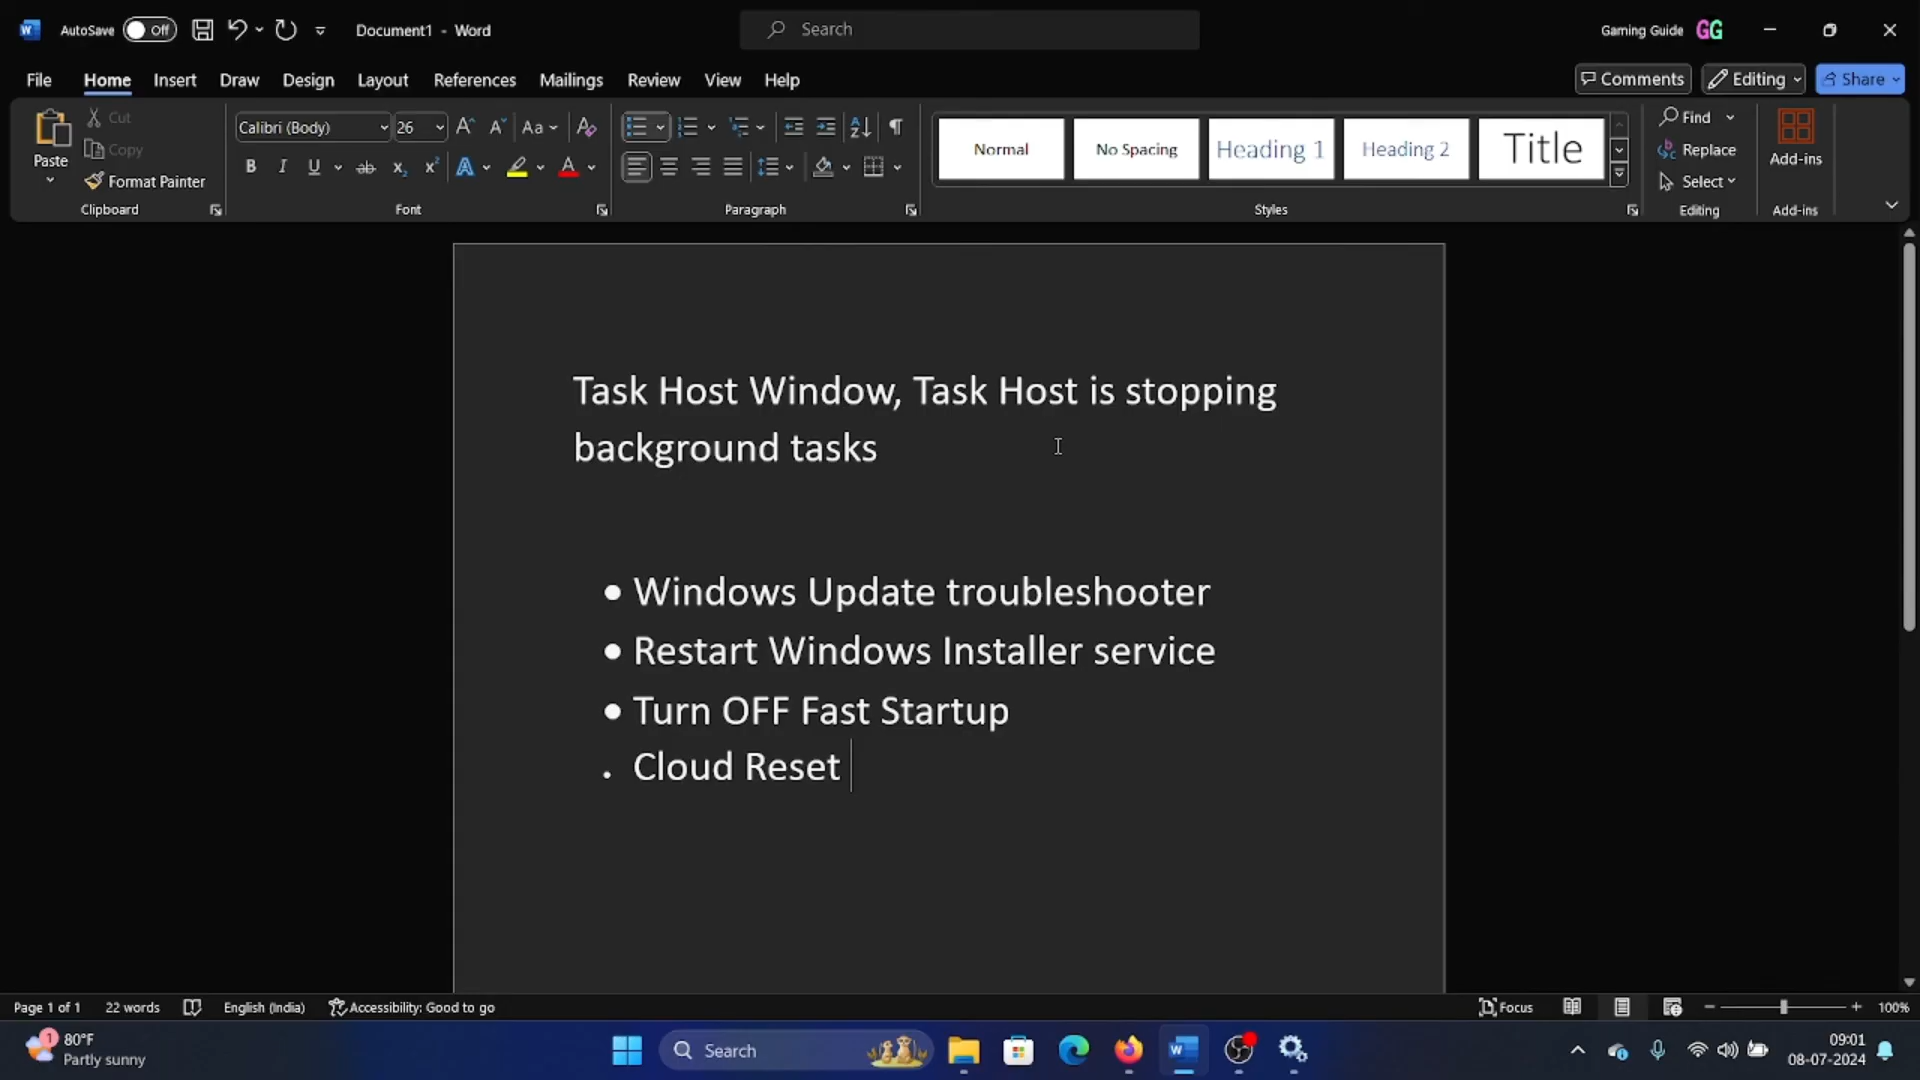 AutoSave Off Document1 - Word Search Gaming Guide GG
File Home Insert Draw Design Layout References Mailings Review View Help Comments Editing Share
Paste Cut Copy Format Painter Clipboard
Calibri (Body) 26 Font
Paragraph
Normal No Spacing Heading 1 Heading 2 Title Styles
Find Replace Select Editing
Add-ins Add-ins
Task Host Window, Task Host is stopping
background tasks
• Windows Update troubleshooter
• Restart Windows Installer service
• Turn OFF Fast Startup
• Cloud Reset
Page 1 of 1 22 words English (India) Accessibility: Good to go Focus 100%
1 80°F
Partly sunny
Search
09:01
08-07-2024